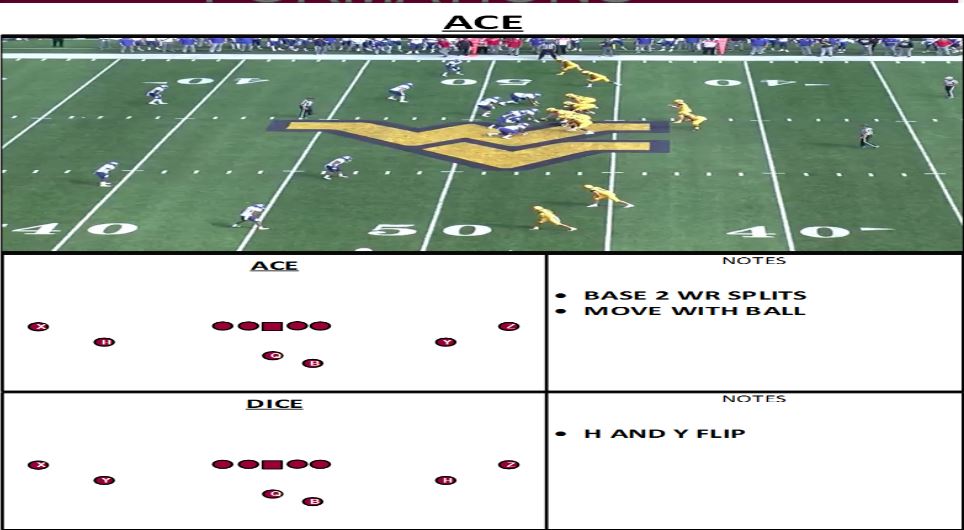 FORMATIONS
ACE
40 50 40
40 50 40
ACE
X H Q B Y Z
NOTES
• BASE 2 WR SPLITS
• MOVE WITH BALL
DICE
X Y Q B H Z
NOTES
• H AND Y FLIP